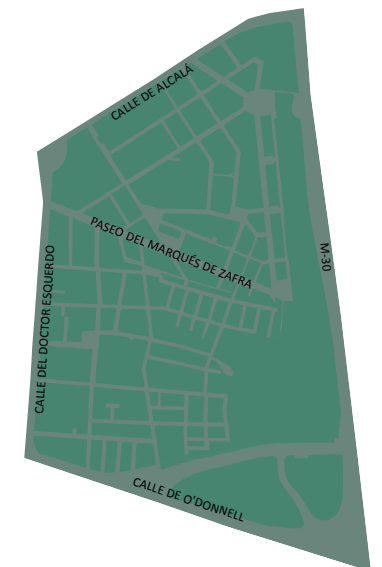 CALLE DE ALCALÁ
PASEO DEL MARQUÉS DE ZAFRA
M-30
CALLE DEL DOCTOR ESQUERDO
CALLE DE O'DONNELL